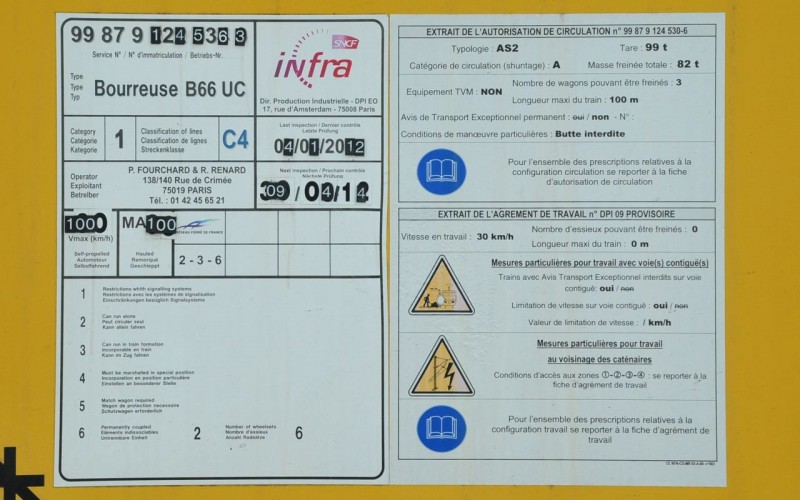 99 87 9 124 536 3
Service N° / N° d'immatriculation / Betriebs-Nr.
SNCF
infra
Dir. Production Industrielle - DPI EO
17, rue d'Amsterdam - 75008 Paris
Type
Type
Typ
Bourreuse B66 UC
Category
Catégorie
Kategorie
1
Classification of lines
Classification de lignes
Streckenklasse
C4
Last inspection / Dernier contrôle
Letzte Prüfung
04/01/2012
Operator
Exploitant
Betreiber
P. FOURCHARD & R. RENARD
138/140 Rue de Crimée
75019 PARIS
Tél. : 01 42 45 65 21
Next inspection / Prochain contrôle
Nächste Prüfung
09/04/14
100
Vmax (km/h)
MA 100
RESEAU FERRE DE FRANCE
Self-propelled
Automoteur
Selbstfahrend
Hauled
Remorqué
Geschleppt
2 - 3 - 6
1
Restrictions whith signalling systems
Restrictions avec les systèmes de signalisation
Einschränkungen bezüglich Signalsysteme
2
Can run alone
Peut circuler seul
Kann allein fahren
3
Can run in train formation
Incorporable en train
Kann im Zug fahren
4
Must be marshalled in special position
Incorporation en position particulière
Einstellen an besonderer Stelle
5
Match wagon required
Wagon de protection necessaire
Schutzwagen erforderlich
6
Permanently coupled
Eléments indissociables
Untrennbare Einheit
2
Number of wheelsets
Nombre d'essieux
Anzahl Radsätze
6
EXTRAIT DE L'AUTORISATION DE CIRCULATION n° 99 87 9 124 530-6
Typologie : AS2 Tare : 99 t
Catégorie de circulation (shuntage) : A Masse freinée totale : 82 t
Equipement TVM : NON
Nombre de wagons pouvant être freinés : 3
Longueur maxi du train : 100 m
Avis de Transport Exceptionnel permanent : oui / non - N° :
Conditions de manœuvre particulières : Butte interdite
Pour l'ensemble des prescriptions relatives à la
configuration circulation se reporter à la fiche
d'autorisation de circulation
EXTRAIT DE L'AGREMENT DE TRAVAIL n° DPI 09 PROVISOIRE
Vitesse en travail : 30 km/h
Nombre d'essieux pouvant être freinés : 0
Longueur maxi du train : 0 m
Mesures particulières pour travail avec voie(s) contiguë(s)
Trains avec Avis Transport Exceptionnel interdits sur voie
contiguë: oui / non
Limitation de vitesse sur voie contiguë : oui / non
Valeur de limitation de vitesse : / km/h
Mesures particulières pour travail
au voisinage des caténaires
Conditions d'accès aux zones ①-②-③-④ : se reporter à la
fiche d'agrément de travail
Pour l'ensemble des prescriptions relatives à la
configuration travail se reporter à la fiche d'agrément de
travail